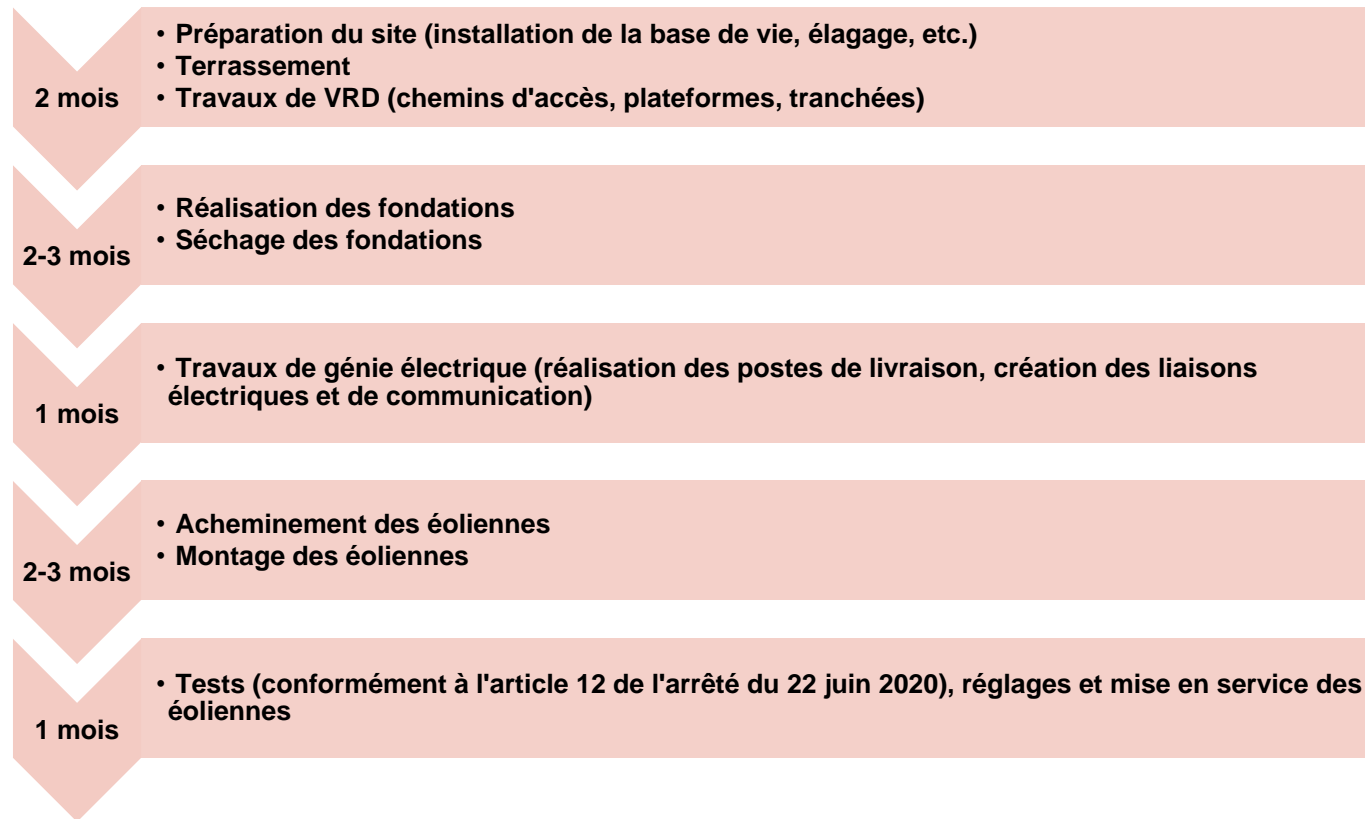 • Préparation du site (installation de la base de vie, élagage, etc.)
• Terrassement
2 mois
• Travaux de VRD (chemins d'accès, plateformes, tranchées)
• Réalisation des fondations
2-3 mois
• Séchage des fondations
• Travaux de génie électrique (réalisation des postes de livraison, création des liaisons
électriques et de communication)
1 mois
• Acheminement des éoliennes
• Montage des éoliennes
2-3 mois
• Tests (conformément à l'article 12 de l'arrêté du 22 juin 2020), réglages et mise en service des
éoliennes
1 mois